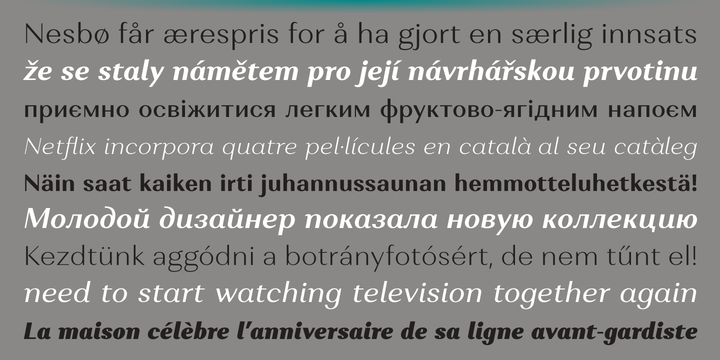 Nesbø får ærespris for å ha gjort en særlig innsats
že se staly námětem pro její návrhářskou prvotinu
приємно освіжитися легким фруктово-ягідним напоєм
Netflix incorpora quatre pel·lícules en català al seu catàleg
Näin saat kaiken irti juhannussaunan hemmotteluhetkestä!
Молодой дизайнер показала новую коллекцию
Kezdtünk aggódni a botrányfotósért, de nem tűnt el!
need to start watching television together again
La maison célèbre l’anniversaire de sa ligne avant-gardiste